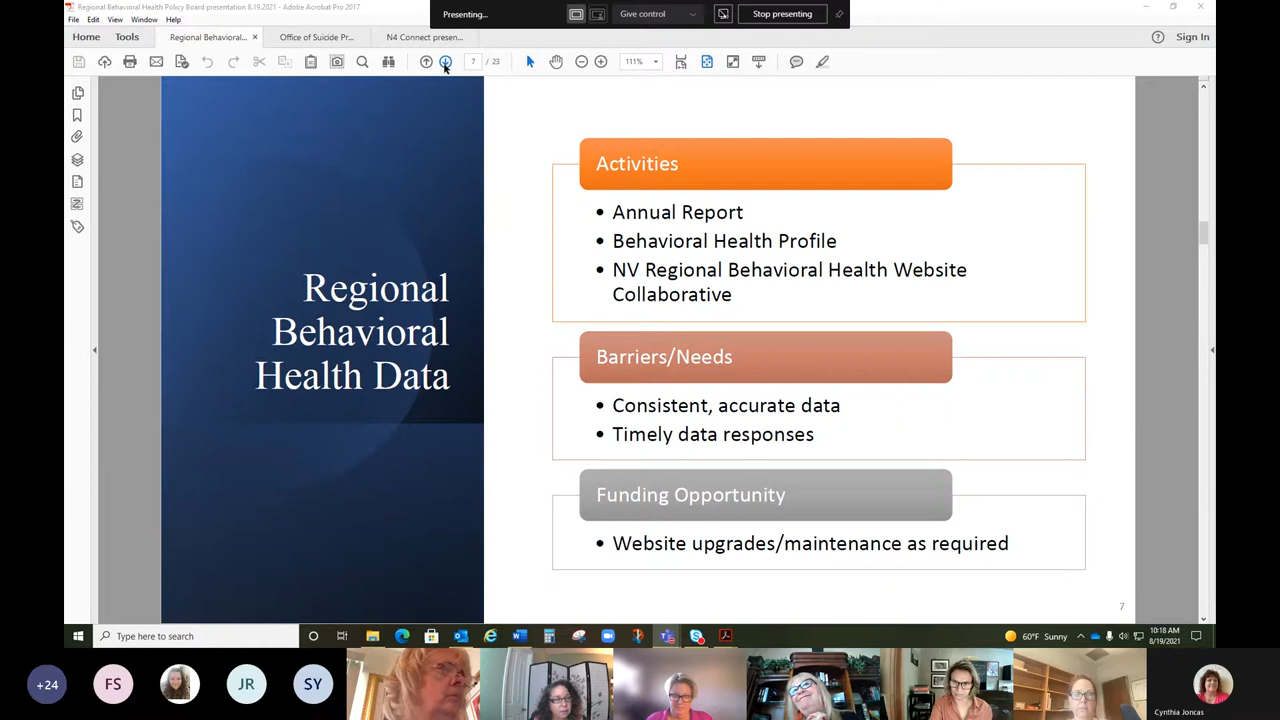 Regional Behavioral Health Policy Board presentation 8.19.2021.pdf - Adobe Acrobat Pro 2017
Presenting...
Give control
Stop presenting
File Edit View Window Help
Home Tools Regional Behavioral... × Office of Suicide Pr... N4 Connect presen... Sign In
7 / 23 111%
Regional
Behavioral
Health Data
Activities
• Annual Report
• Behavioral Health Profile
• NV Regional Behavioral Health Website
Collaborative
Barriers/Needs
• Consistent, accurate data
• Timely data responses
Funding Opportunity
• Website upgrades/maintenance as required
7
Type here to search
60°F Sunny
10:18 AM
8/19/2021
+24 FS JR SY
Cynthia Joncas